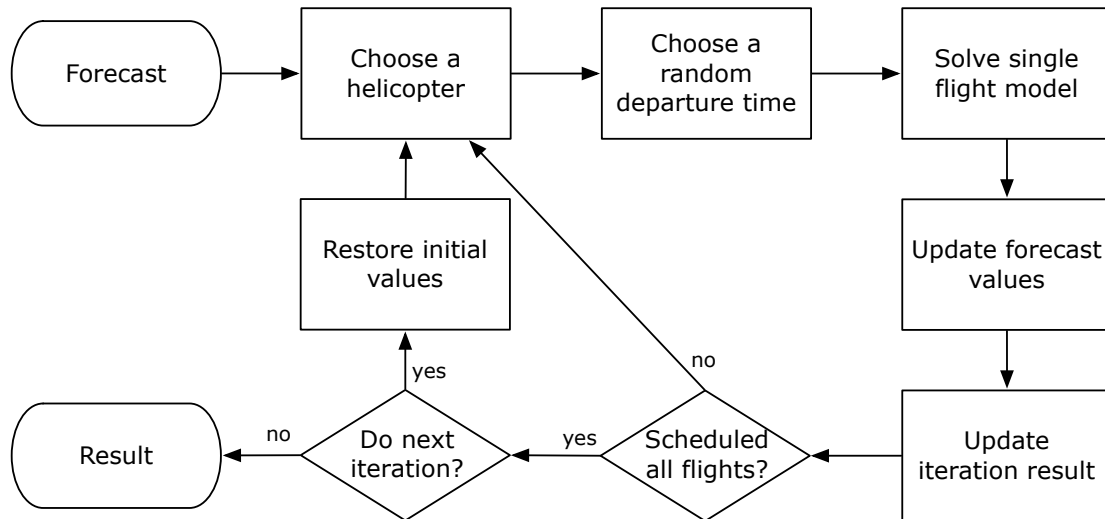 Forecast
Choose a
helicopter
Choose a
random
departure time
Solve single
flight model
Restore initial
values
Update forecast
values
yes
no
Result
no
Do next
iteration?
yes
Scheduled
all flights?
Update
iteration result